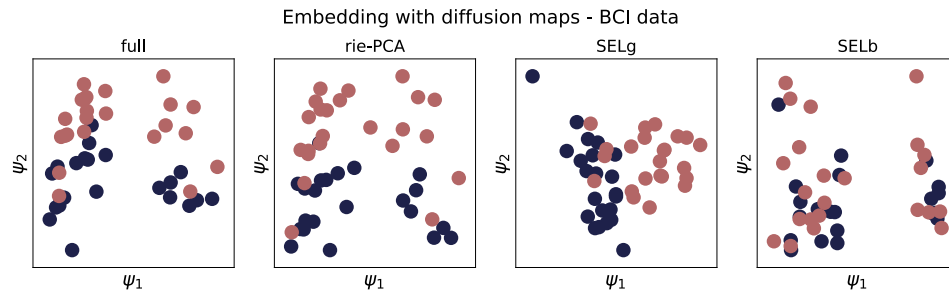 Embedding with diffusion maps - BCI data
full
rie-PCA
SELg
SELb
ψ2
ψ2
ψ2
ψ2
ψ1
ψ1
ψ1
ψ1